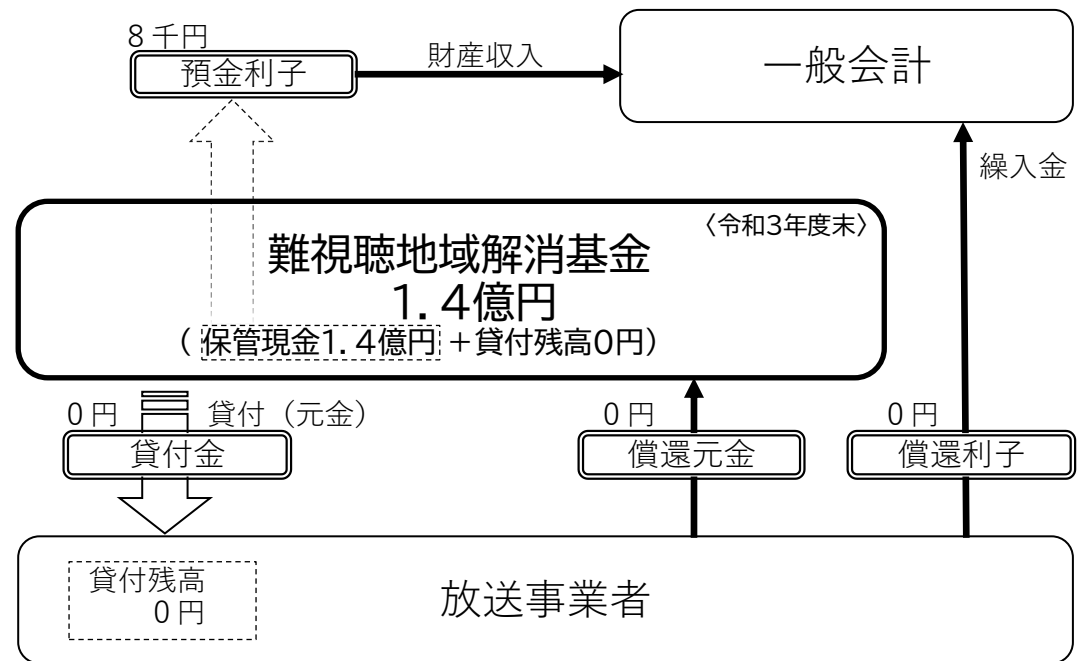 8千円
預金利子
財産収入
一般会計
繰入金
〈令和3年度末〉
難視聴地域解消基金
1.4億円
(保管現金1.4億円+貸付残高0円)
0円
貸付(元金)
0円
0円
貸付金
償還元金
償還利子
貸付残高
0円
放送事業者